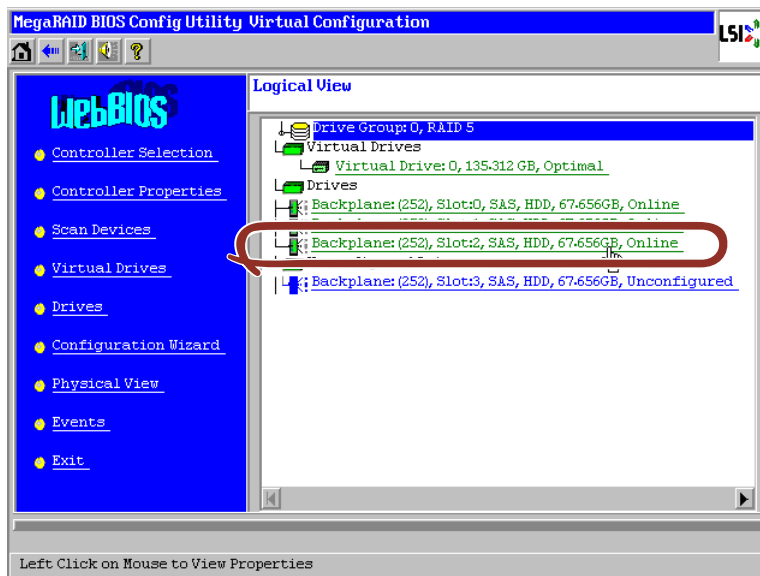 MegaRAID BIOS Config Utility Virtual Configuration
LSI
WebBIOS
Controller Selection
Controller Properties
Scan Devices
Virtual Drives
Drives
Configuration Wizard
Physical View
Events
Exit
Logical View
Drive Group: 0, RAID 5
Virtual Drives
Virtual Drive: 0, 135.312 GB, Optimal
Drives
Backplane: (252), Slot:0, SAS, HDD, 67.656GB, Online
Backplane: (252), Slot:2, SAS, HDD, 67.656GB, Online
Backplane: (252), Slot:3, SAS, HDD, 67.656GB, Unconfigured
Left Click on Mouse to View Properties